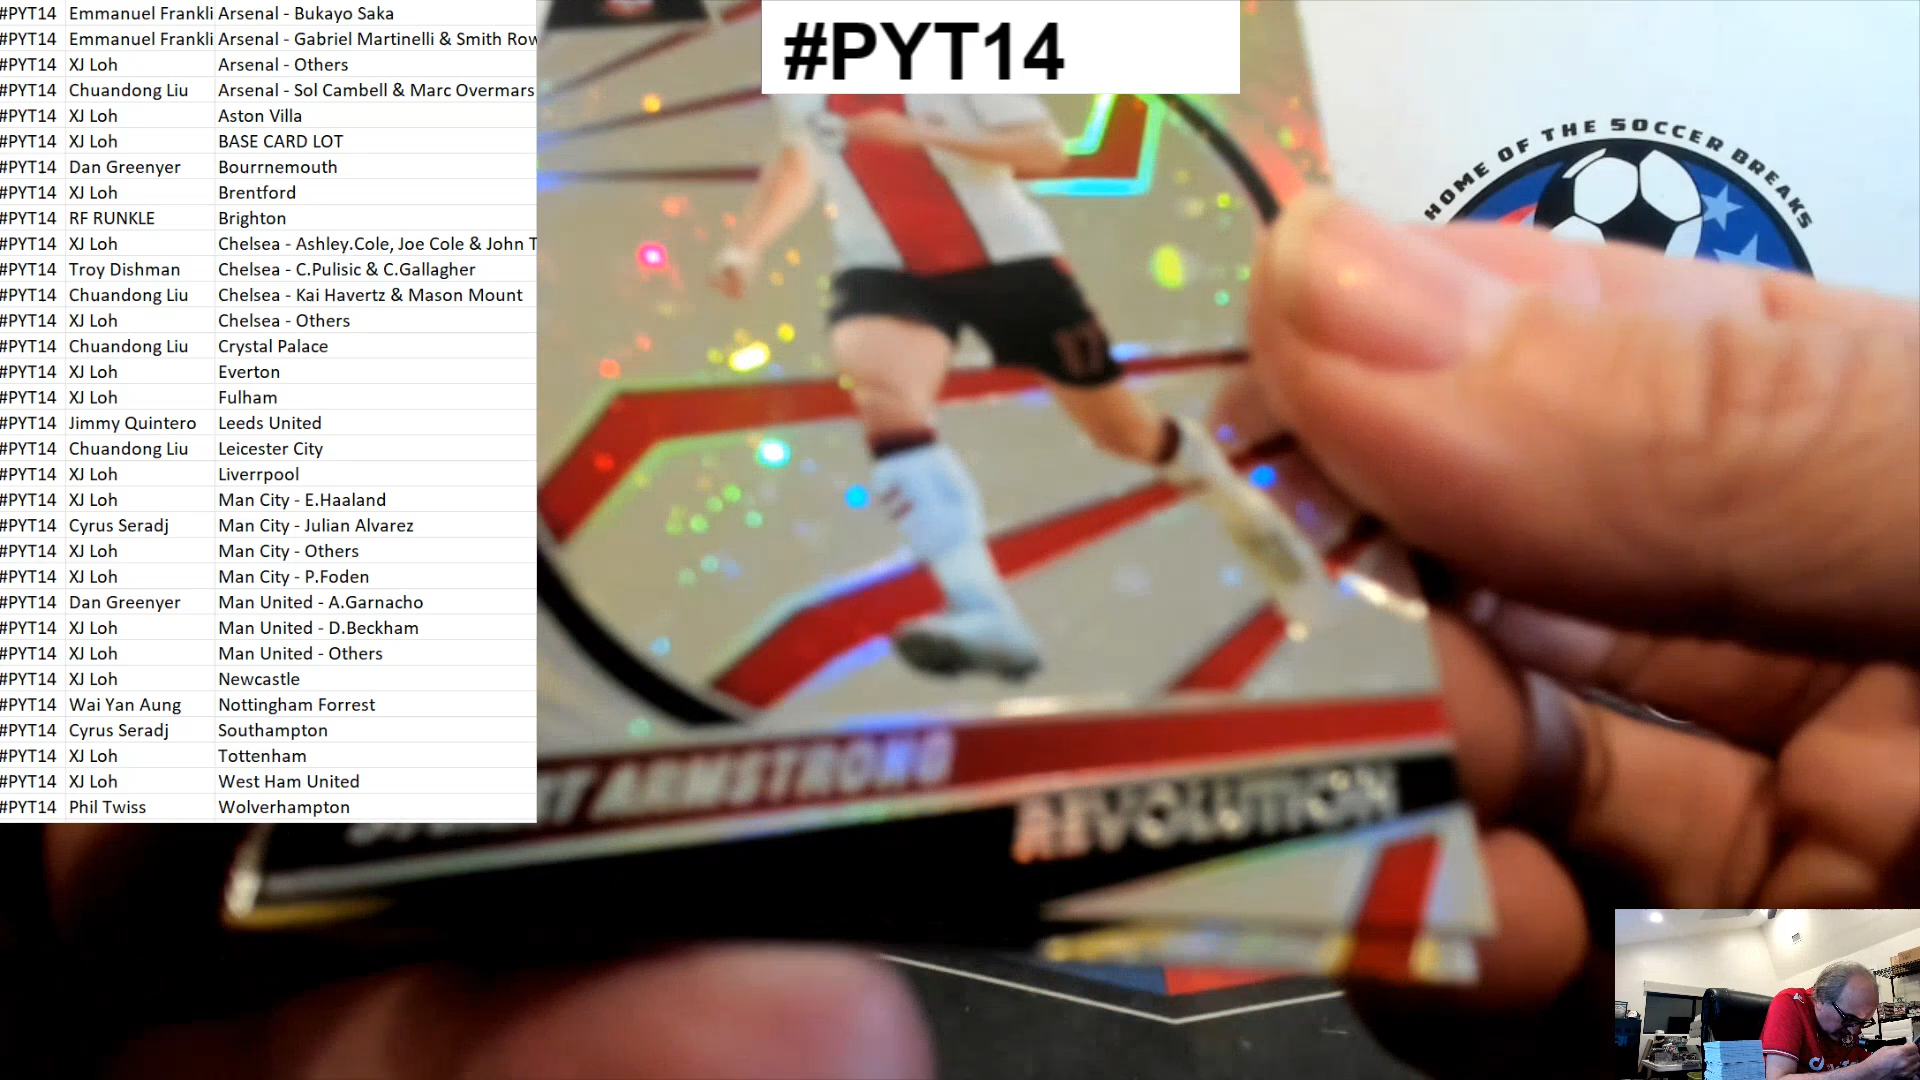 #PYT14
#PYT14 Emmanuel Frankli Arsenal - Bukayo Saka
#PYT14 Emmanuel Frankli Arsenal - Gabriel Martinelli & Smith Row
#PYT14 XJ Loh Arsenal - Others
#PYT14 Chuandong Liu Arsenal - Sol Cambell & Marc Overmars
#PYT14 XJ Loh Aston Villa
#PYT14 XJ Loh BASE CARD LOT
#PYT14 Dan Greenyer Bourrnemouth
#PYT14 XJ Loh Brentford
#PYT14 RF RUNKLE Brighton
#PYT14 XJ Loh Chelsea - Ashley.Cole, Joe Cole & John T
#PYT14 Troy Dishman Chelsea - C.Pulisic & C.Gallagher
#PYT14 Chuandong Liu Chelsea - Kai Havertz & Mason Mount
#PYT14 XJ Loh Chelsea - Others
#PYT14 Chuandong Liu Crystal Palace
#PYT14 XJ Loh Everton
#PYT14 XJ Loh Fulham
#PYT14 Jimmy Quintero Leeds United
#PYT14 Chuandong Liu Leicester City
#PYT14 XJ Loh Liverrpool
#PYT14 XJ Loh Man City - E.Haaland
#PYT14 Cyrus Seradj Man City - Julian Alvarez
#PYT14 XJ Loh Man City - Others
#PYT14 XJ Loh Man City - P.Foden
#PYT14 Dan Greenyer Man United - A.Garnacho
#PYT14 XJ Loh Man United - D.Beckham
#PYT14 XJ Loh Man United - Others
#PYT14 XJ Loh Newcastle
#PYT14 Wai Yan Aung Nottingham Forrest
#PYT14 Cyrus Seradj Southampton
#PYT14 XJ Loh Tottenham
#PYT14 XJ Loh West Ham United
#PYT14 Phil Twiss Wolverhampton
HOME OF THE SOCCER BREAKS
17
ARMSTRONG
REVOLUTION